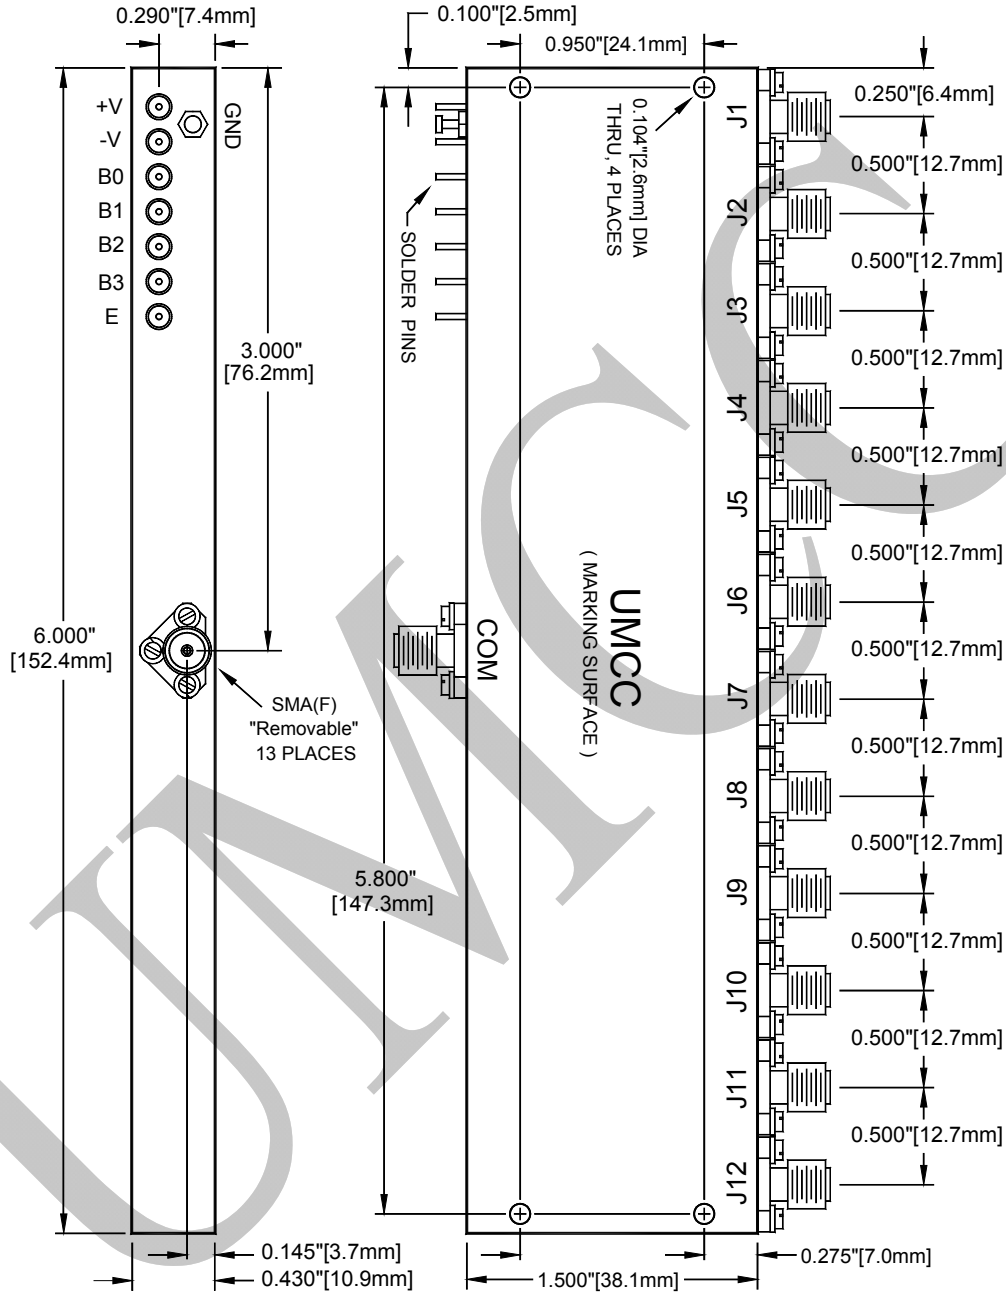 0.290"[7.4mm]
0.100"[2.5mm]
0.950"[24.1mm]
+V
-V
B0
B1
B2
B3
E
GND
SOLDER PINS
0.104"[2.6mm] DIA
THRU, 4 PLACES
3.000"
[76.2mm]
6.000"
[152.4mm]
SMA(F)
"Removable"
13 PLACES
COM
UMCC
( MARKING SURFACE )
5.800"
[147.3mm]
J1
J2
J3
J4
J5
J6
J7
J8
J9
J10
J11
J12
0.250"[6.4mm]
0.500"[12.7mm]
0.500"[12.7mm]
0.500"[12.7mm]
0.500"[12.7mm]
0.500"[12.7mm]
0.500"[12.7mm]
0.500"[12.7mm]
0.500"[12.7mm]
0.500"[12.7mm]
0.500"[12.7mm]
0.500"[12.7mm]
0.145"[3.7mm]
0.430"[10.9mm]
1.500"[38.1mm]
0.275"[7.0mm]
UMCC